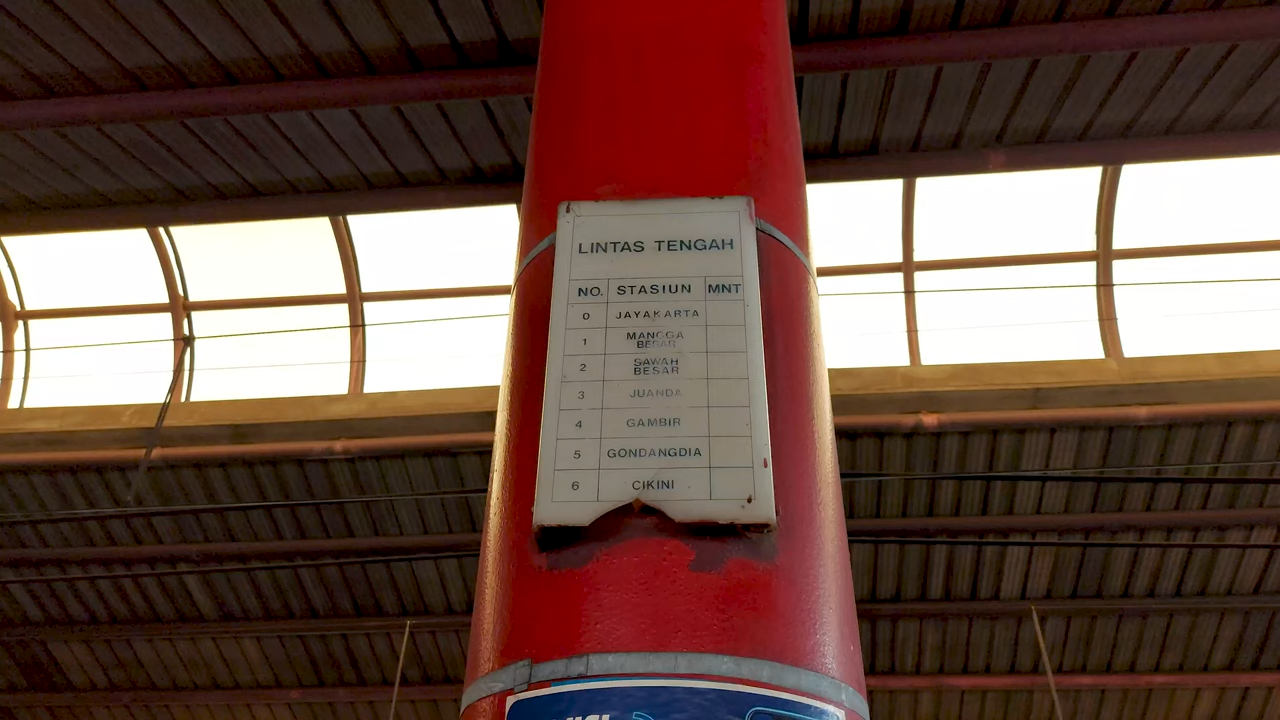 LINTAS TENGAH
NO. STASIUN MNT
0 JAYAKARTA
1 MANGGA
BESAR
2 SAWAH
BESAR
3 JUANDA
4 GAMBIR
5 GONDANGDIA
6 CIKINI